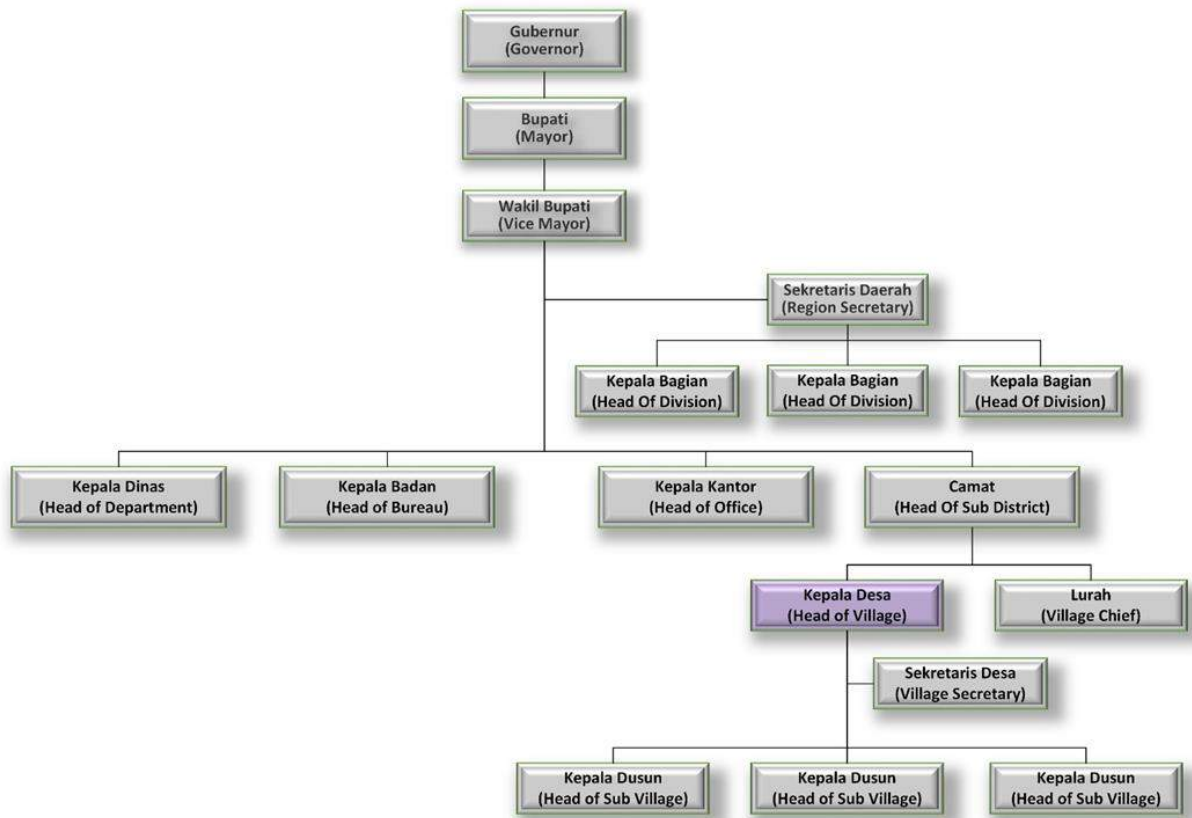 Gubernur
(Governor)
Bupati
(Mayor)
Wakil Bupati
(Vice Mayor)
Sekretaris Daerah
(Region Secretary)
Kepala Bagian
(Head Of Division)
Kepala Bagian
(Head Of Division)
Kepala Bagian
(Head Of Division)
Kepala Dinas
(Head of Department)
Kepala Badan
(Head of Bureau)
Kepala Kantor
(Head of Office)
Camat
(Head Of Sub District)
Kepala Desa
(Head of Village)
Lurah
(Village Chief)
Sekretaris Desa
(Village Secretary)
Kepala Dusun
(Head of Sub Village)
Kepala Dusun
(Head of Sub Village)
Kepala Dusun
(Head of Sub Village)